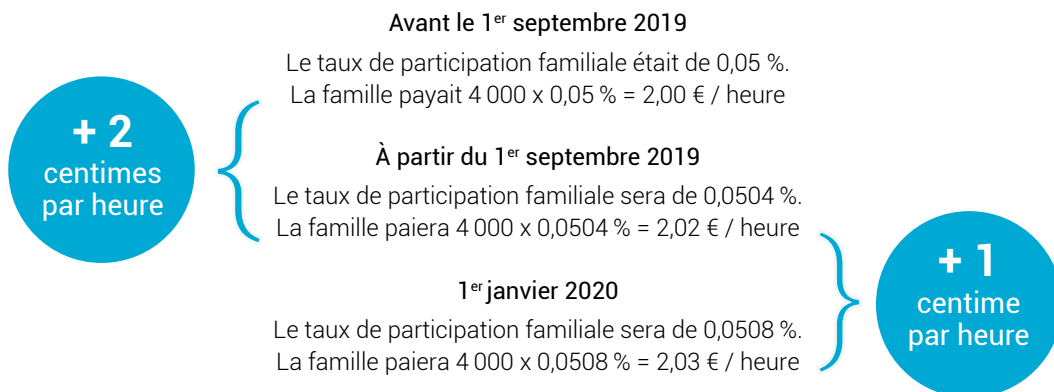 Avant le 1er septembre 2019
Le taux de participation familiale était de 0,05 %.
La famille payait 4 000 x 0,05 % = 2,00 € / heure
+ 2
centimes
par heure
À partir du 1er septembre 2019
Le taux de participation familiale sera de 0,0504 %.
La famille paiera 4 000 x 0,0504 % = 2,02 € / heure
+ 1
centime
par heure
1er janvier 2020
Le taux de participation familiale sera de 0,0508 %.
La famille paiera 4 000 x 0,0508 % = 2,03 € / heure